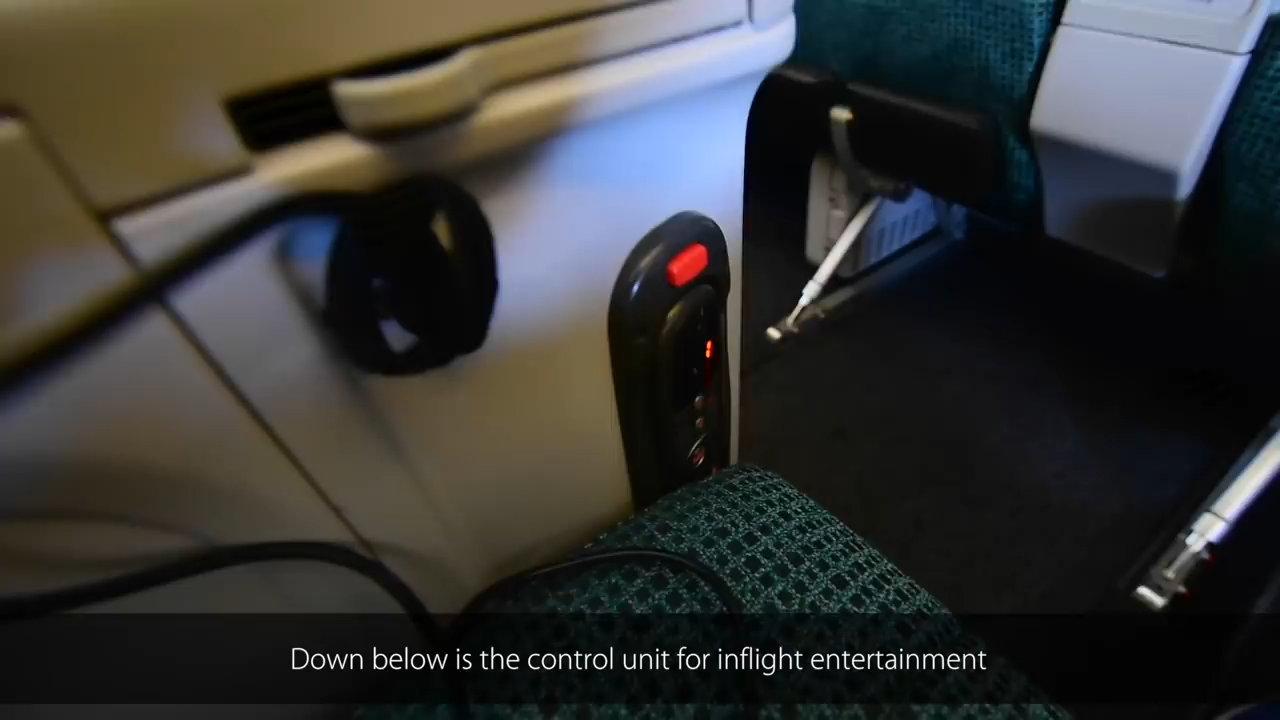 Down below is the control unit for inflight entertainment